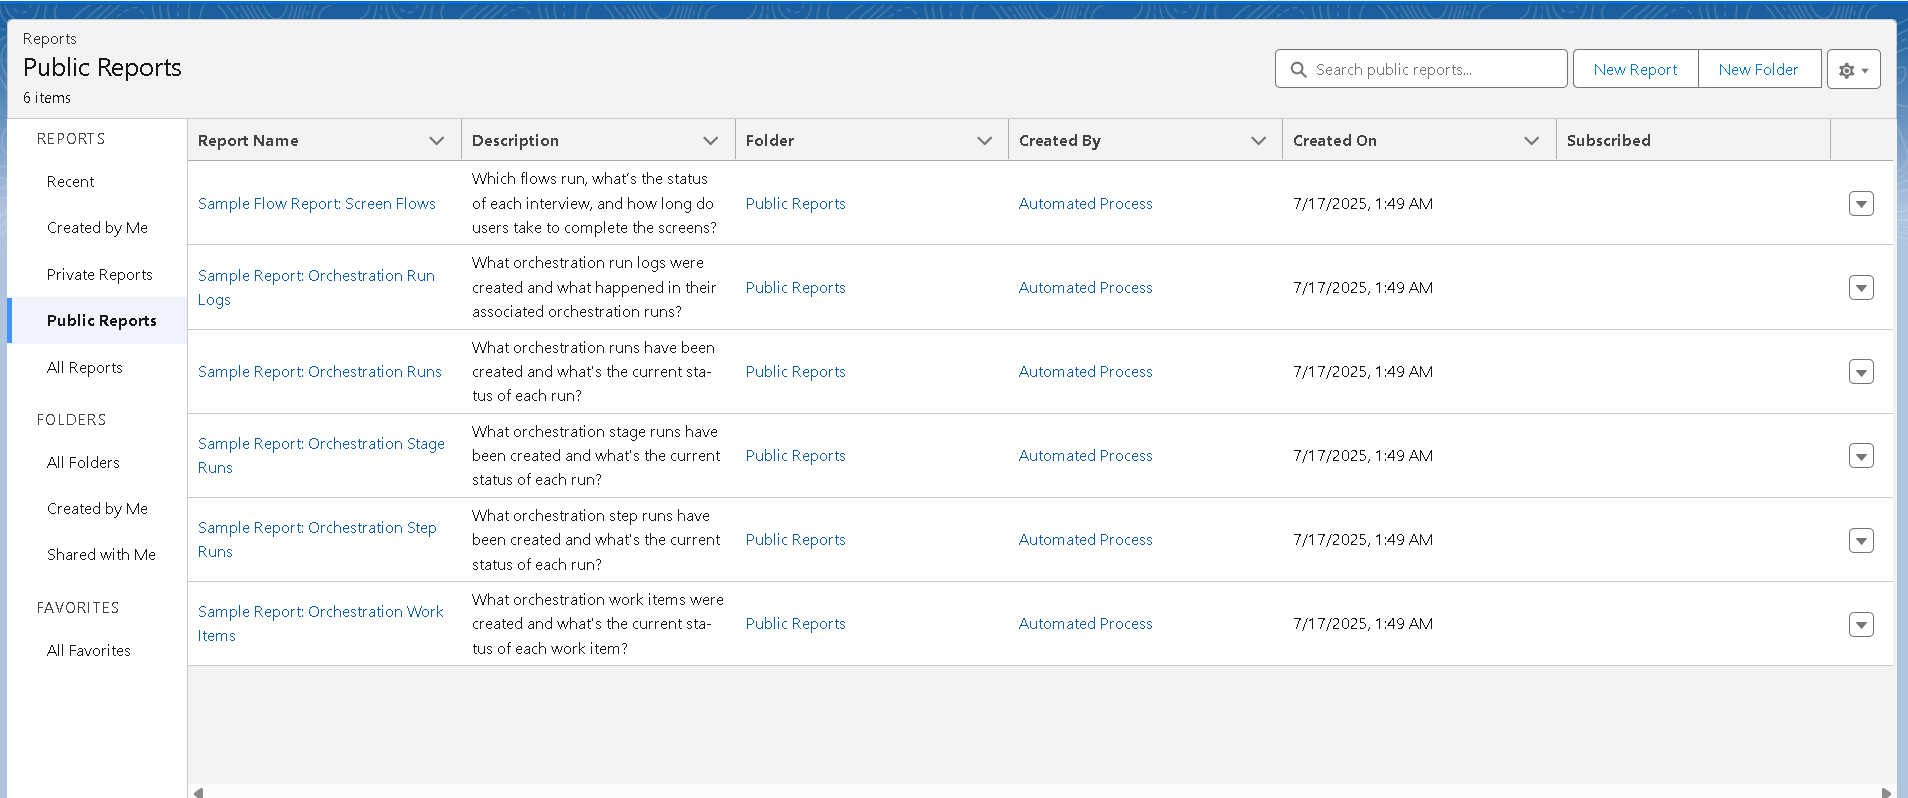 Reports
Public Reports
6 items
Search public reports...
New Report
New Folder
REPORTS
Recent
Created by Me
Private Reports
Public Reports
All Reports
FOLDERS
All Folders
Created by Me
Shared with Me
FAVORITES
All Favorites
Report Name
Description
Folder
Created By
Created On
Subscribed
Sample Flow Report: Screen Flows
Which flows run, what's the status
of each interview, and how long do
users take to complete the screens?
Public Reports
Automated Process
7/17/2025, 1:49 AM
Sample Report: Orchestration Run
Logs
What orchestration run logs were
created and what happened in their
associated orchestration runs?
Public Reports
Automated Process
7/17/2025, 1:49 AM
Sample Report: Orchestration Runs
What orchestration runs have been
created and what's the current sta-
tus of each run?
Public Reports
Automated Process
7/17/2025, 1:49 AM
Sample Report: Orchestration Stage
Runs
What orchestration stage runs have
been created and what's the current
status of each run?
Public Reports
Automated Process
7/17/2025, 1:49 AM
Sample Report: Orchestration Step
Runs
What orchestration step runs have
been created and what's the current
status of each run?
Public Reports
Automated Process
7/17/2025, 1:49 AM
Sample Report: Orchestration Work
Items
What orchestration work items were
created and what's the current sta-
tus of each work item?
Public Reports
Automated Process
7/17/2025, 1:49 AM